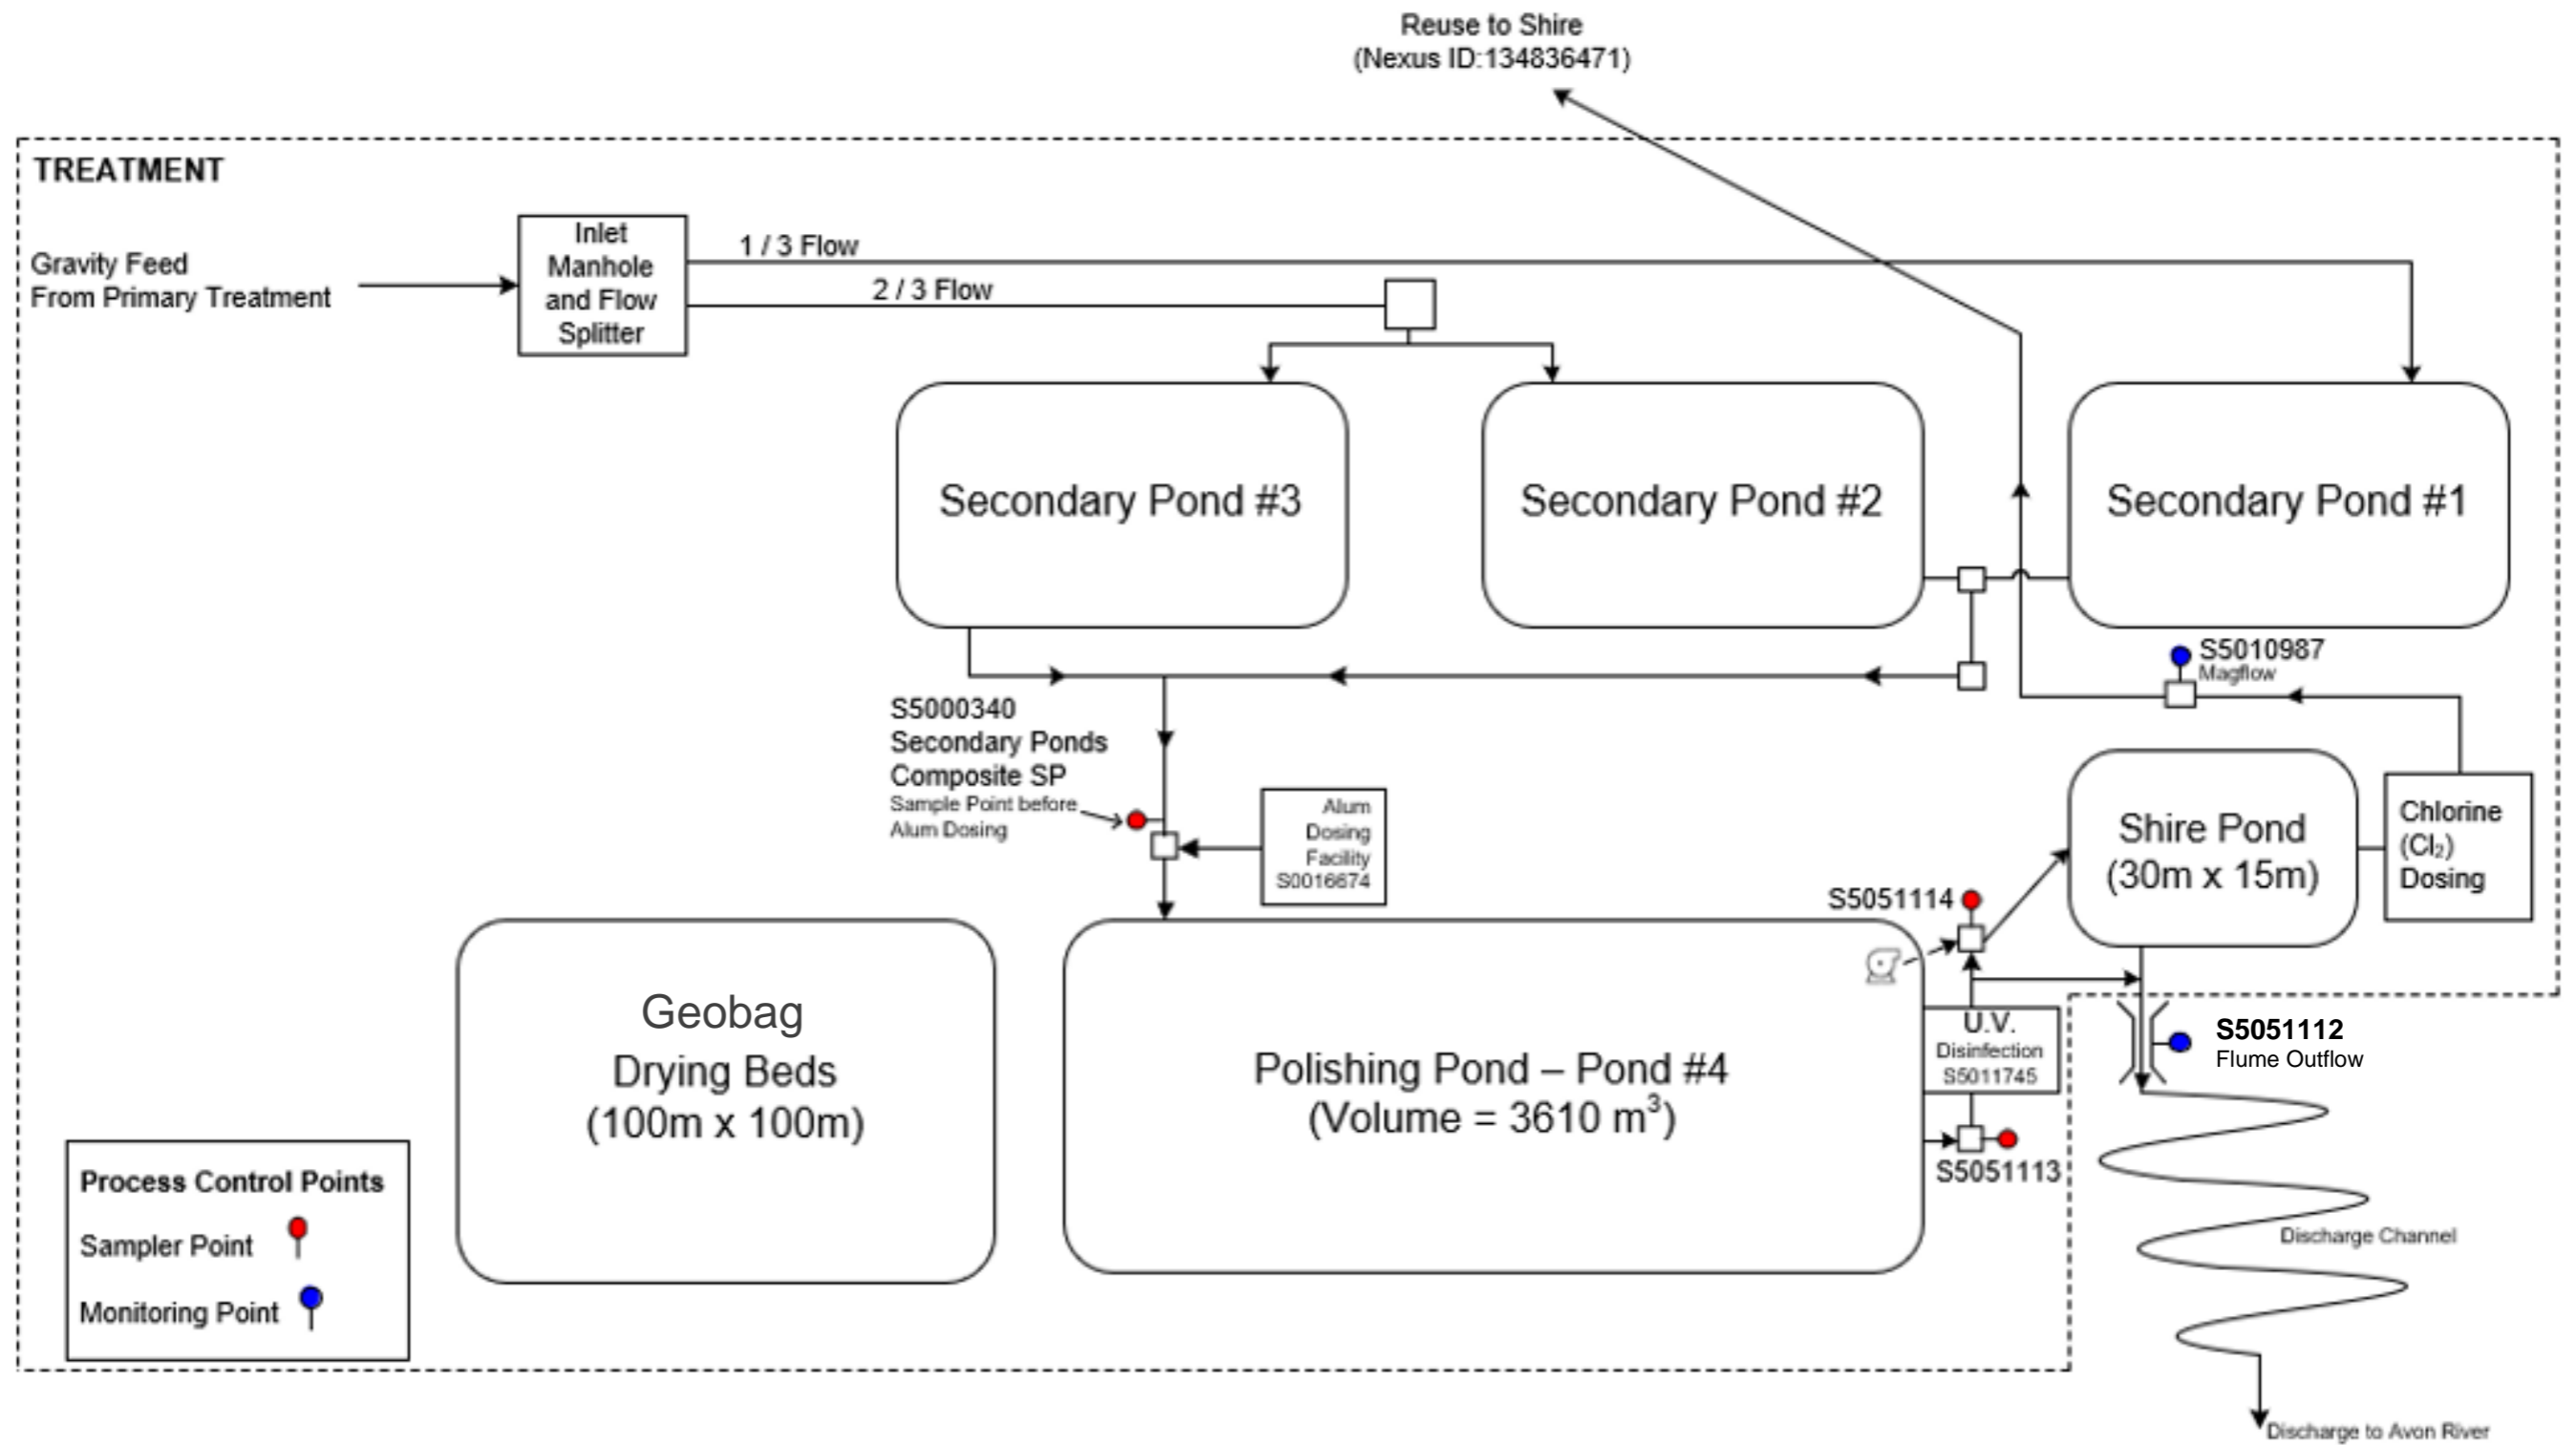 Reuse to Shire
(Nexus ID:134836471)
TREATMENT
Gravity Feed
From Primary Treatment
Inlet
Manhole
and Flow
Splitter
1 / 3 Flow
2 / 3 Flow
Secondary Pond #3
Secondary Pond #2
Secondary Pond #1
S5010987
Magflow
S5000340
Secondary Ponds
Composite SP
Sample Point before
Alum Dosing
Alum
Dosing
Facility
S0016674
Shire Pond
(30m x 15m)
Chlorine
(Cl₂)
Dosing
S5051114
Geobag
Drying Beds
(100m x 100m)
Polishing Pond – Pond #4
(Volume = 3610 m³)
U.V.
Disinfection
S5011745
S5051113
S5051112
Flume Outflow
Process Control Points
Sampler Point
Monitoring Point
Discharge Channel
Discharge to Avon River